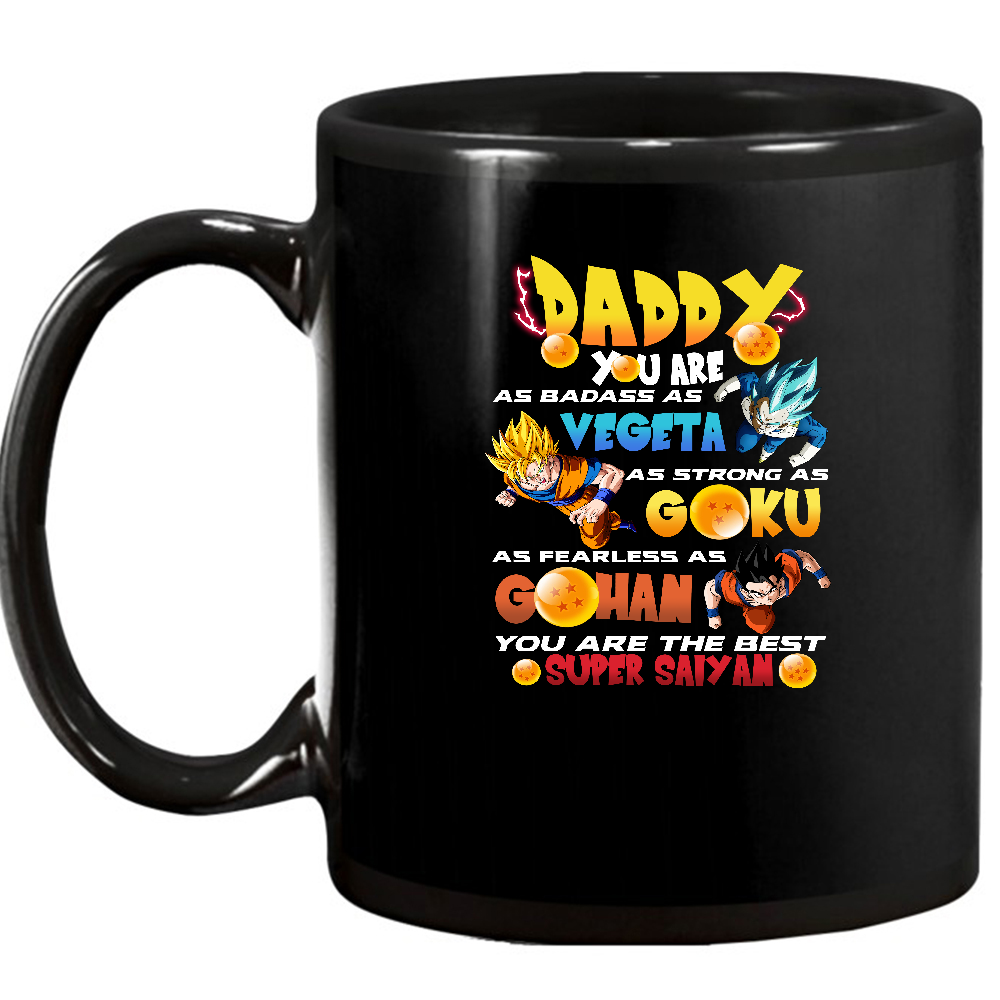 DADDY
YOU ARE
AS BADASS AS
VEGETA
AS STRONG AS
GOKU
AS FEARLESS AS
GOHAN
YOU ARE THE BEST
SUPER SAIYAN